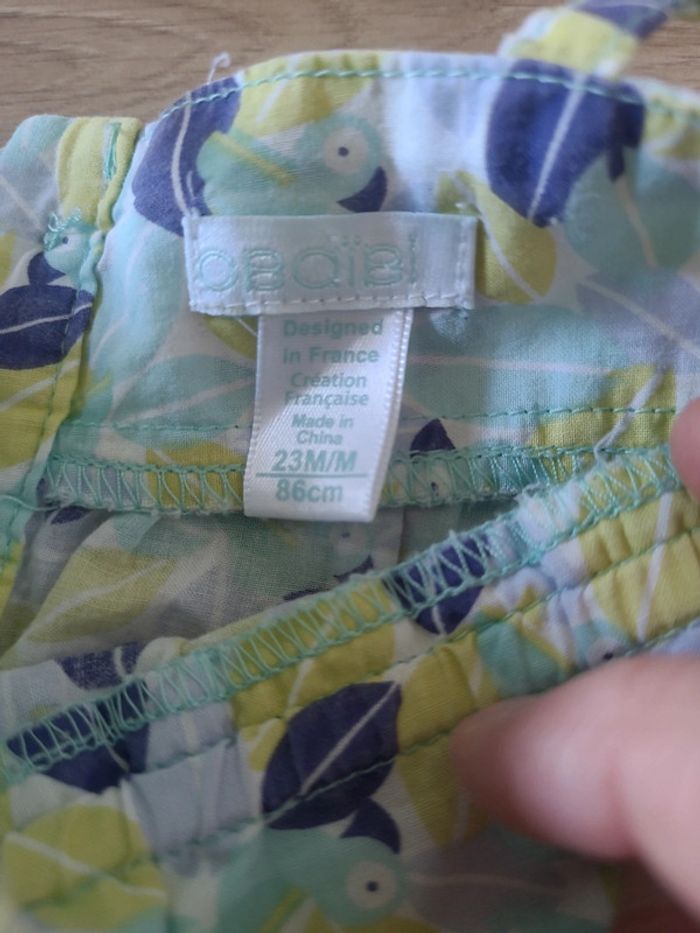 OBAÏBI
Designed
in France
Création
Française
Made in
China
23M/M
86cm